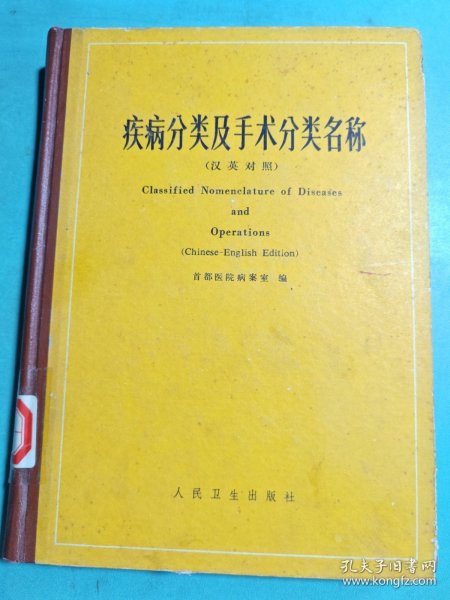 疾病分类及手术分类名称
(汉英对照)
Classified Nomenclature of Diseases
and
Operations
(Chinese-English Edition)
首都医院病案室 编
人民卫生出版社
孔夫子旧书网
www.kongfz.com